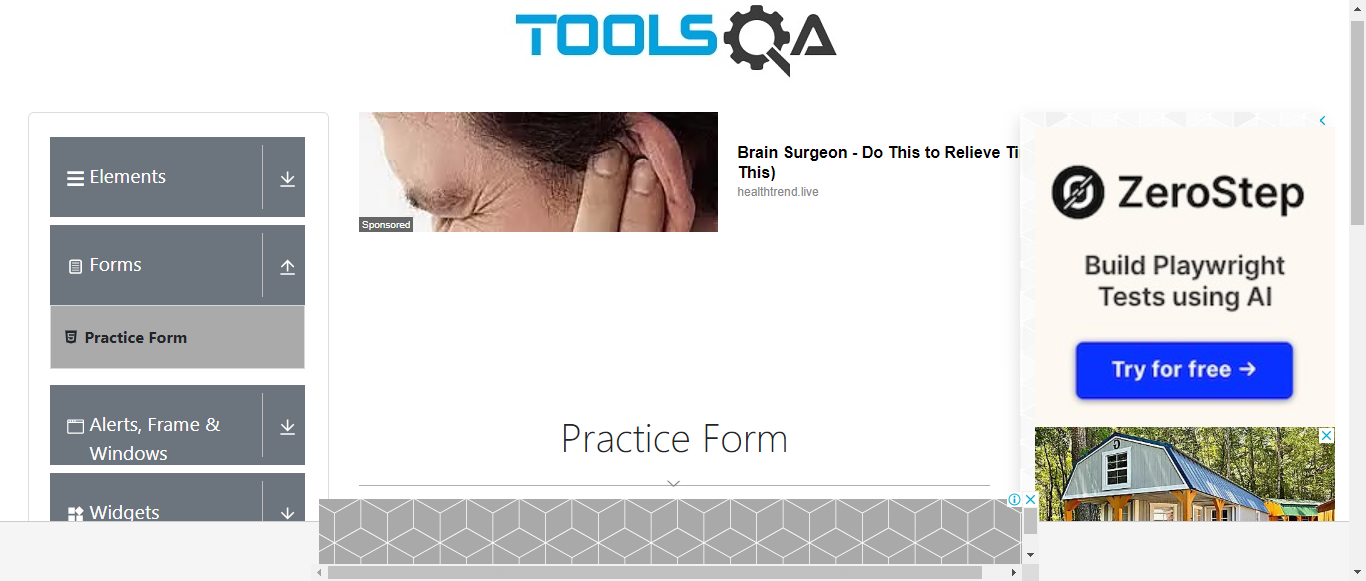 TOOLSQA
Elements
Forms
Practice Form
Alerts, Frame &
Windows
Widgets
Sponsored
Brain Surgeon - Do This to Relieve Ti
This)
healthtrend.live
Practice Form
ZeroStep
Build Playwright
Tests using AI
Try for free →